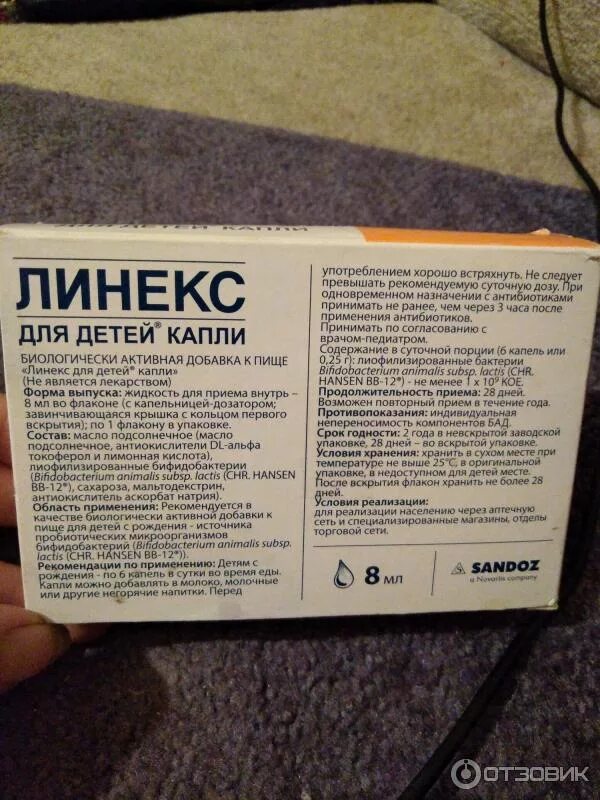 ДЛЯ ДЕТЕЙ КАПЛИ
ЛИНЕКС
ДЛЯ ДЕТЕЙ® КАПЛИ
БИОЛОГИЧЕСКИ АКТИВНАЯ ДОБАВКА К ПИЩЕ
«Линекс для детей® капли»
(Не является лекарством)
Форма выпуска: жидкость для приема внутрь –
8 мл во флаконе (с капельницей-дозатором;
завинчивающаяся крышка с кольцом первого
вскрытия); по 1 флакону в упаковке.
Состав: масло подсолнечное (масло
подсолнечное, антиокислители DL-альфа
токоферол и лимонная кислота),
лиофилизированные бифидобактерии
(Bifidobacterium animalis subsp. lactis (CHR. HANSEN
BB-12®), сахароза, мальтодекстрин,
антиокислитель аскорбат натрия).
Область применения: Рекомендуется в
качестве биологически активной добавки к
пище для детей с рождения - источника
пробиотических микроорганизмов
бифидобактерий (Bifidobacterium animalis subsp.
lactis (CHR. HANSEN BB-12®)).
Рекомендации по применению: Детям с
рождения - по 6 капель в сутки во время еды.
Капли можно добавлять в молоко, молочные
или другие негорячие напитки. Перед
употреблением хорошо встряхнуть. Не следует
превышать рекомендуемую суточную дозу. При
одновременном назначении с антибиотиками
принимать не ранее, чем через 3 часа после
применения антибиотиков.
Принимать по согласованию с
врачом-педиатром.
Содержание в суточной порции (6 капель или
0,25 г): лиофилизированные бактерии
Bifidobacterium animalis subsp. lactis (CHR.
HANSEN BB-12®) - не менее 1 x 10⁹ КОЕ.
Продолжительность приема: 28 дней.
Возможен повторный прием в течение года.
Противопоказания: индивидуальная
непереносимость компонентов БАД.
Срок годности: 2 года в невскрытой заводской
упаковке, 28 дней – во вскрытой упаковке.
Условия хранения: хранить в сухом месте при
температуре не выше 25°С, в оригинальной
упаковке, в недоступном для детей месте.
После вскрытия флакон хранить не более 28
дней.
Условия реализации:
для реализации населению через аптечную
сеть и специализированные магазины, отделы
торговой сети.
8 мл
SANDOZ
a Novartis company
ОТЗОВИК